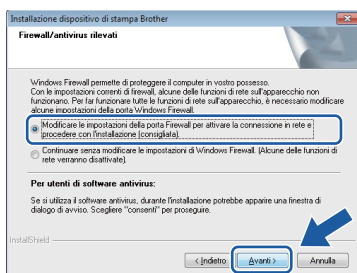 Installazione dispositivo di stampa Brother
Firewall/antivirus rilevati
Windows Firewall permette di proteggere il computer in vostro possesso.
Con le impostazioni correnti di firewall, alcune delle funzioni di rete sull'apparecchio non
funzionano. Per far funzionare tutte le funzioni di rete sull'apparecchio, è necessario modificare
alcune impostazioni della porta Windows Firewall.
Modificare le impostazioni della porta Firewall per attivare la connessione in rete e
procedere con l'installazione (consigliata).
Continuare senza modificare le impostazioni di Windows Firewall. (Alcune delle funzioni di
rete verranno disattivate).
Per utenti di software antivirus:
Se si utilizza il software antivirus, durante l'installazione potrebbe apparire una finestra di
dialogo di avviso. Scegliere "consenti" per proseguire.
InstallShield
< Indietro Avanti > Annulla